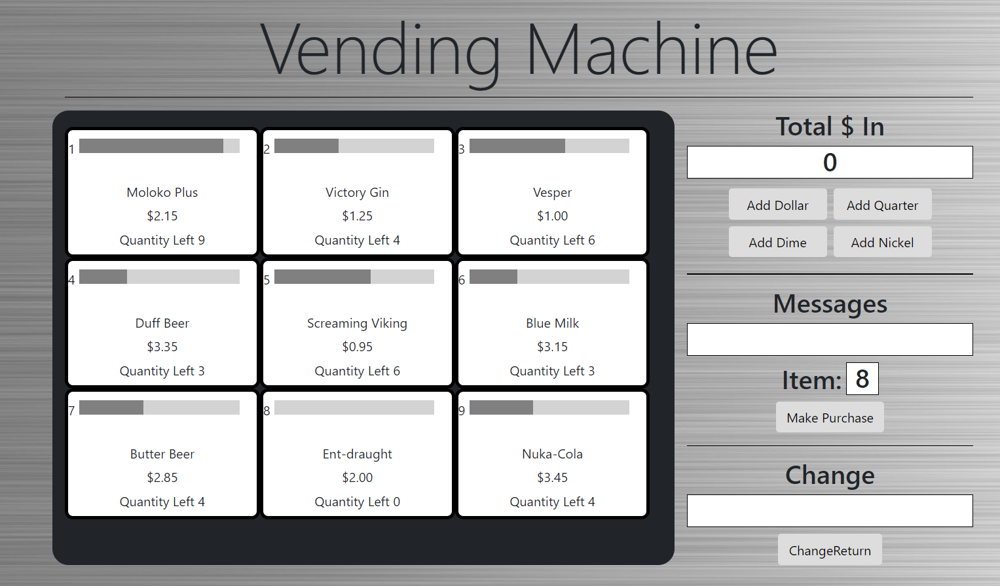 Vending Machine
1
Moloko Plus
$2.15
Quantity Left 9
2
Victory Gin
$1.25
Quantity Left 4
3
Vesper
$1.00
Quantity Left 6
4
Duff Beer
$3.35
Quantity Left 3
5
Screaming Viking
$0.95
Quantity Left 6
6
Blue Milk
$3.15
Quantity Left 3
7
Butter Beer
$2.85
Quantity Left 4
8
Ent-draught
$2.00
Quantity Left 0
9
Nuka-Cola
$3.45
Quantity Left 4
Total $ In
0
Add Dollar Add Quarter
Add Dime Add Nickel
Messages
Item: 8
Make Purchase
Change
ChangeReturn